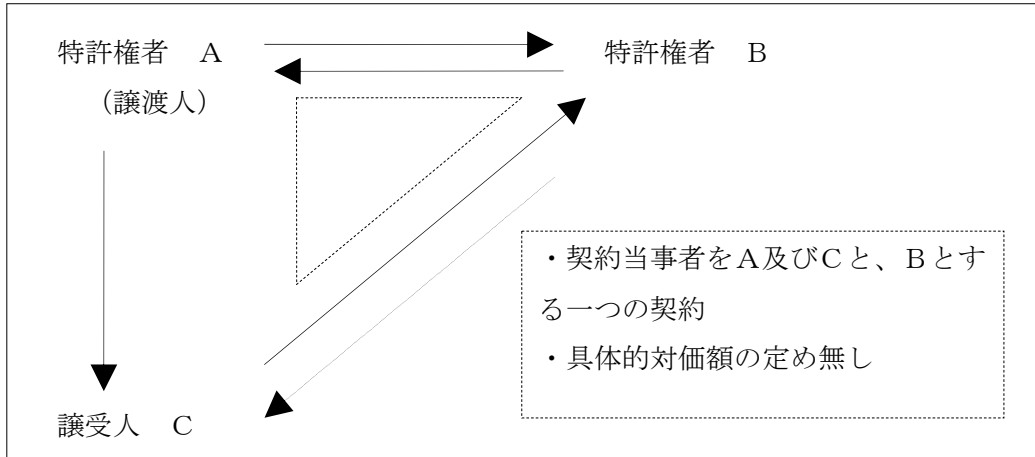 特許権者　A
特許権者　B
（譲渡人）
・契約当事者をA及びCと、Bとす
る一つの契約
・具体的対価額の定め無し
譲受人　C